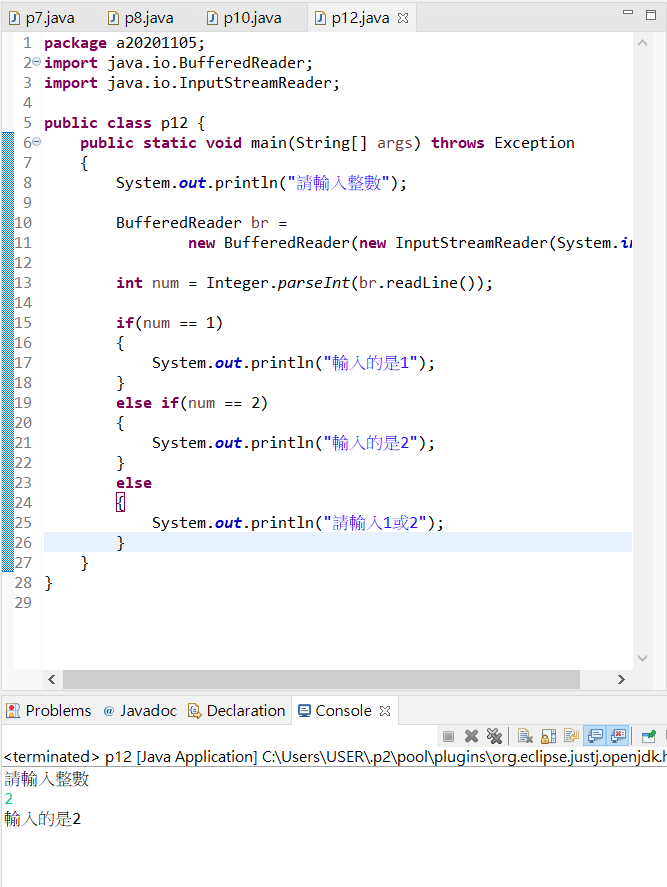 p7.java p8.java p10.java p12.java
1 package a20201105;
2 import java.io.BufferedReader;
3 import java.io.InputStreamReader;
4
5 public class p12 {
6 public static void main(String[] args) throws Exception
7 {
8 System.out.println("請輸入整數");
9
10 BufferedReader br =
11 new BufferedReader(new InputStreamReader(System.in
12
13 int num = Integer.parseInt(br.readLine());
14
15 if(num == 1)
16 {
17 System.out.println("輸入的是1");
18 }
19 else if(num == 2)
20 {
21 System.out.println("輸入的是2");
22 }
23 else
24 {
25 System.out.println("請輸入1或2");
26 }
27 }
28 }
29
Problems @ Javadoc Declaration Console
<terminated> p12 [Java Application] C:\Users\USER\.p2\pool\plugins\org.eclipse.justj.openjdk.h
請輸入整數
2
輸入的是2